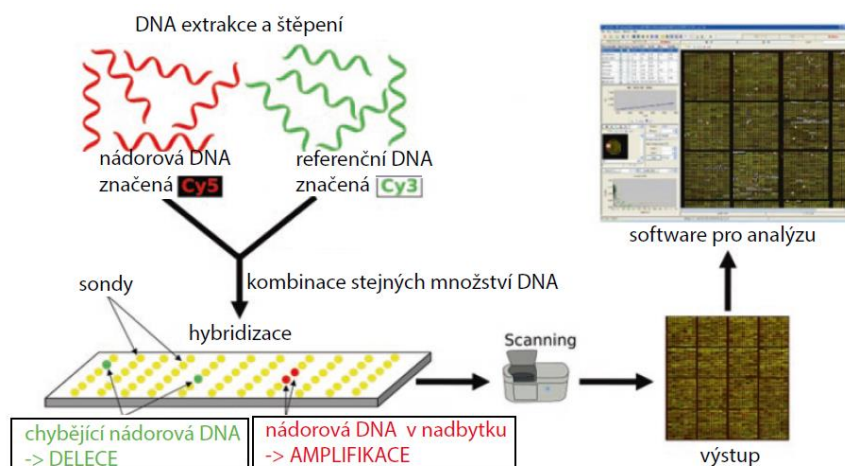 DNA extrakce a štěpení
nádorová DNA
značená Cy5
referenční DNA
značená Cy3
kombinace stejných množství DNA
sondy
hybridizace
chybějící nádorová DNA
-> DELECE
nádorová DNA v nadbytku
-> AMPLIFIKACE
Scanning
výstup
software pro analýzu